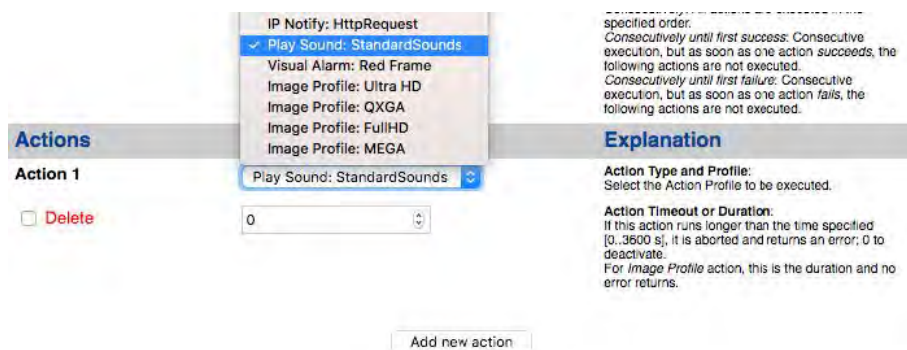 IP Notify: HttpRequest
✓ Play Sound: StandardSounds
Visual Alarm: Red Frame
Image Profile: Ultra HD
Image Profile: QXGA
Image Profile: FullHD
Image Profile: MEGA
specified order.
Consecutively until first success: Consecutive
execution, but as soon as one action succeeds, the
following actions are not executed.
Consecutively until first failure: Consecutive
execution, but as soon as one action fails, the
following actions are not executed.
Actions
Explanation
Action 1
Play Sound: StandardSounds
Action Type and Profile:
Select the Action Profile to be executed.
Delete
0
Action Timeout or Duration:
If this action runs longer than the time specified
[0..3600 s], it is aborted and returns an error; 0 to
deactivate.
For Image Profile action, this is the duration and no
error returns.
Add new action